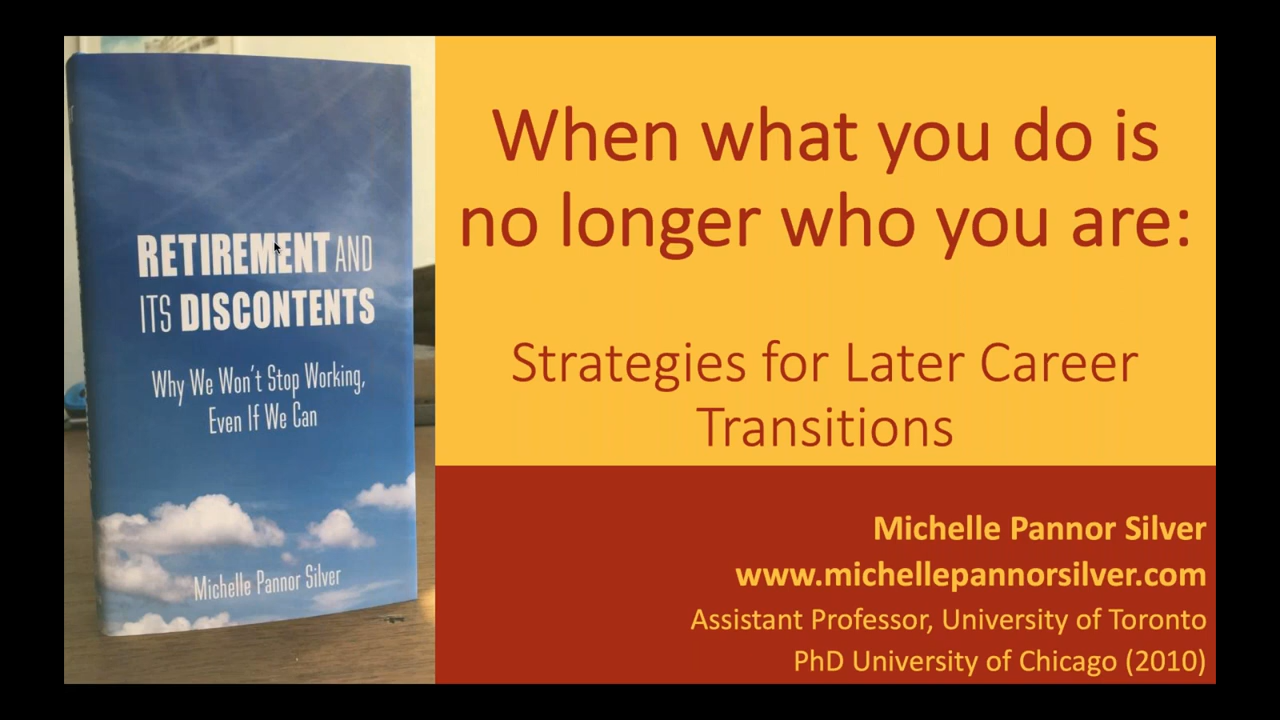 RETIREMENT AND
ITS DISCONTENTS
Why We Won't Stop Working,
Even If We Can
Michelle Pannor Silver
When what you do is
no longer who you are:
Strategies for Later Career
Transitions
Michelle Pannor Silver
www.michellepannorsilver.com
Assistant Professor, University of Toronto
PhD University of Chicago (2010)